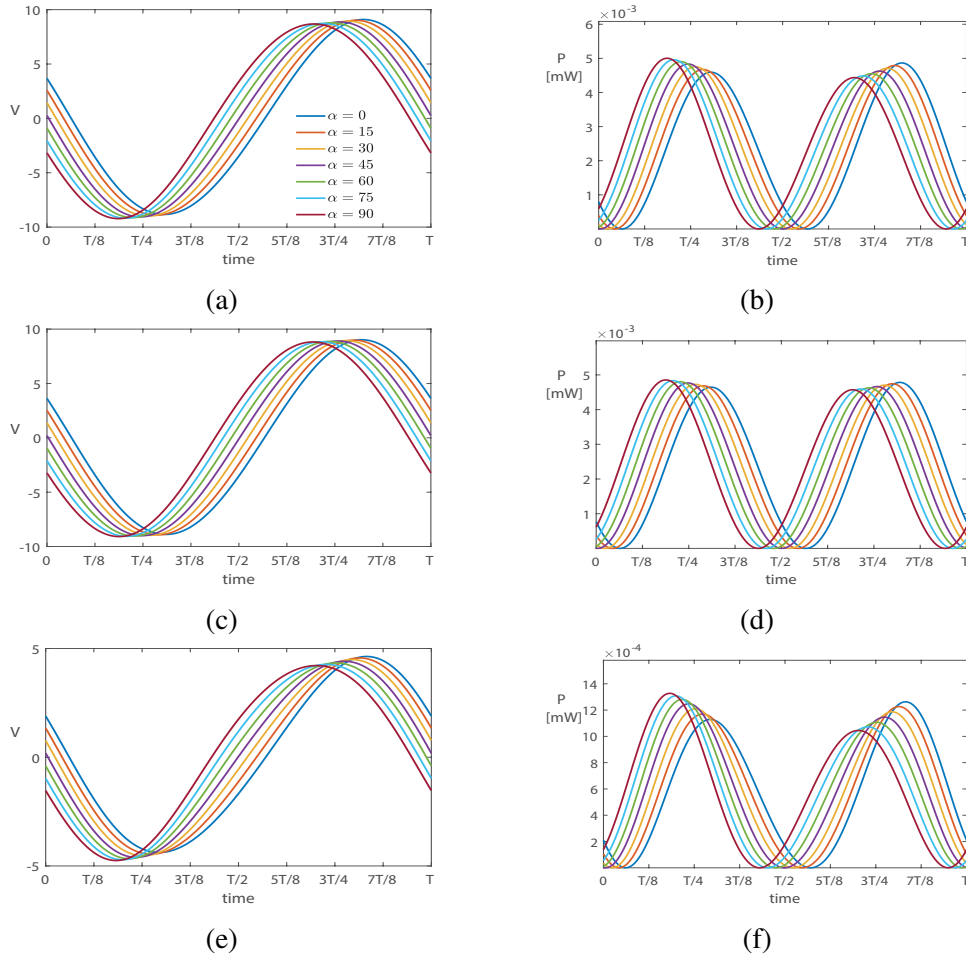 10
5
V
0
-5
-10
α = 0
α = 15
α = 30
α = 45
α = 60
α = 75
α = 90
0 T/8 T/4 3T/8 T/2 5T/8 3T/4 7T/8 T
time
(a)
×10⁻³
6
P
[mW]
5
4
3
2
1
0 T/8 T/4 3T/8 T/2 5T/8 3T/4 7T/8 T
time
(b)
10
5
V
0
-5
-10
0 T/8 T/4 3T/8 T/2 5T/8 3T/4 7T/8 T
time
(c)
×10⁻³
P
[mW]
5
4
3
2
1
0 T/8 T/4 3T/8 T/2 5T/8 3T/4 7T/8 T
time
(d)
5
V
0
-5
0 T/8 T/4 3T/8 T/2 5T/8 3T/4 7T/8 T
time
(e)
×10⁻⁴
P
[mW]
14
12
10
8
6
4
2
0 T/8 T/4 3T/8 T/2 5T/8 3T/4 7T/8 T
time
(f)